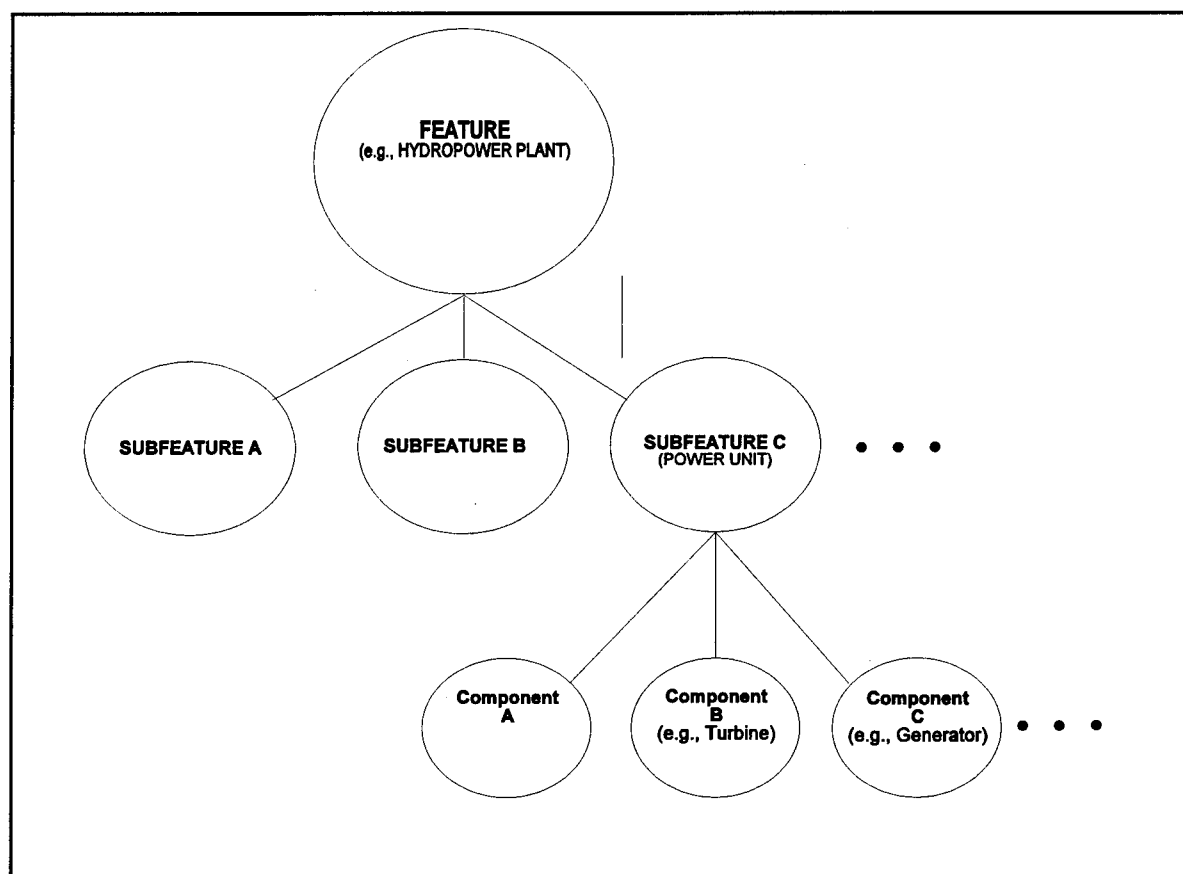 FEATURE
(e.g., HYDROPOWER PLANT)
SUBFEATURE A
SUBFEATURE B
SUBFEATURE C
(POWER UNIT)
• • •
Component
A
Component
B
(e.g., Turbine)
Component
C
(e.g., Generator)
• • •